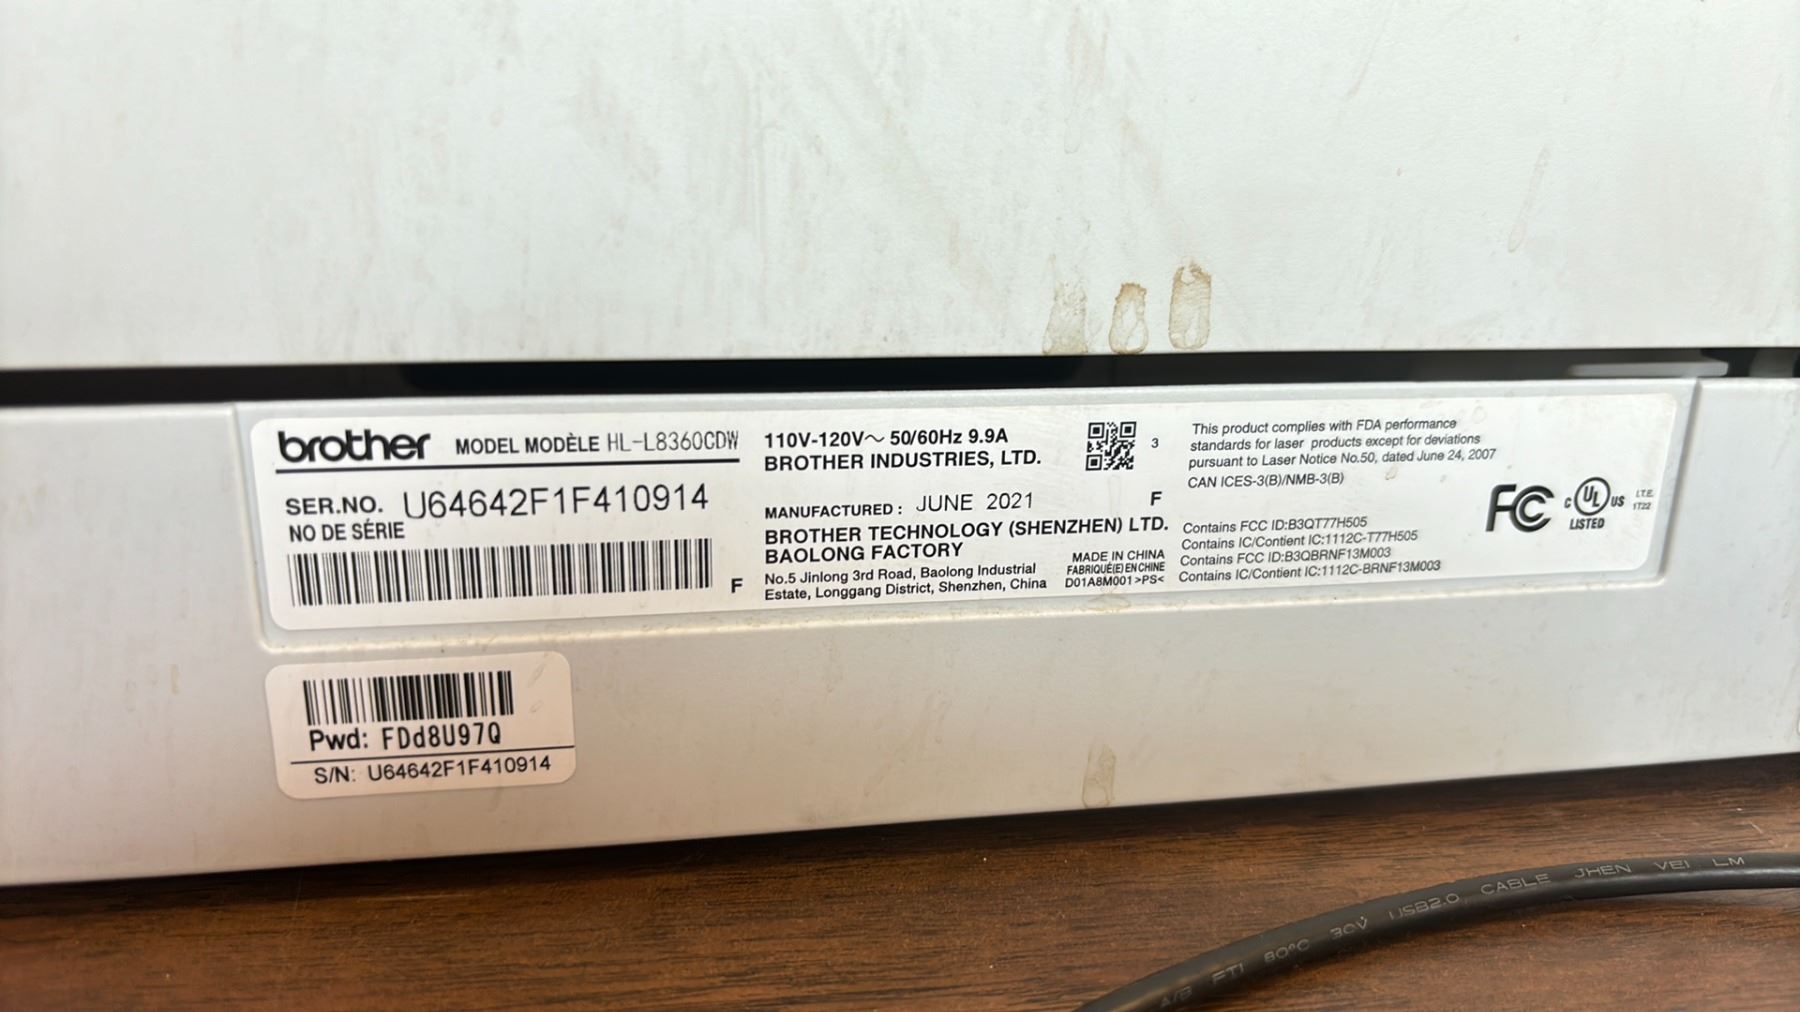 brother MODEL MODÈLE HL-L8360CDW
SER.NO. U64642F1F410914
NO DE SÉRIE
F
110V-120V～ 50/60Hz 9.9A
BROTHER INDUSTRIES, LTD.
3
MANUFACTURED : JUNE 2021
F
BROTHER TECHNOLOGY (SHENZHEN) LTD.
BAOLONG FACTORY
No.5 Jinlong 3rd Road, Baolong Industrial
Estate, Longgang District, Shenzhen, China
MADE IN CHINA
FABRIQUÉ(E) EN CHINE
D01A8M001 >PS<
This product complies with FDA performance
standards for laser products except for deviations
pursuant to Laser Notice No.50, dated June 24, 2007
CAN ICES-3(B)/NMB-3(B)
Contains FCC ID:B3QT77H505
Contains IC/Contient IC:1112C-T77H505
Contains FCC ID:B3QBRNF13M003
Contains IC/Contient IC:1112C-BRNF13M003
FC
C UL US
LISTED
I.T.E.
1T22
Pwd: FDd8U97Q
S/N: U64642F1F410914
80°C 30V USB2.0 CABLE JHEN VEI LM